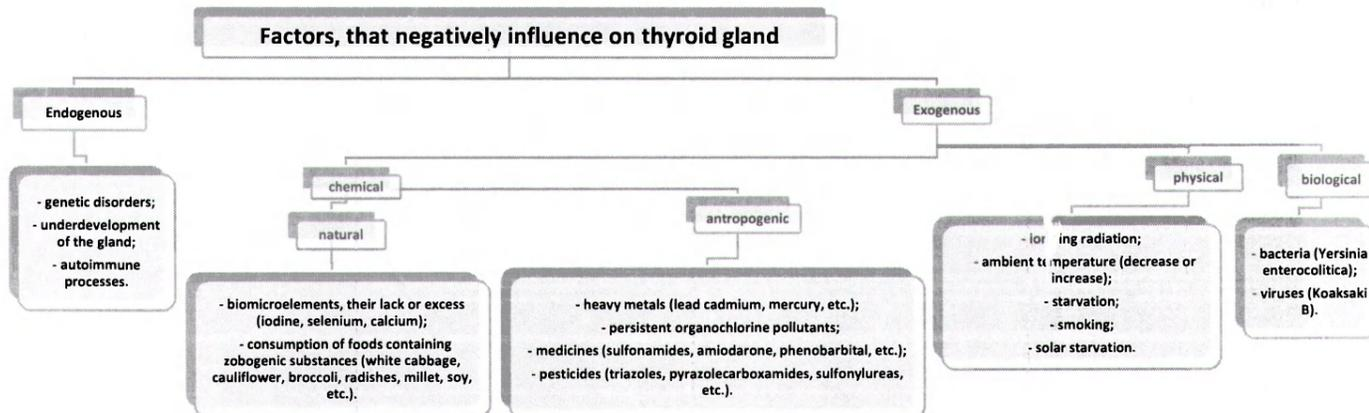 Factors, that negatively influence on thyroid gland
Endogenous
- genetic disorders;
- underdevelopment
of the gland;
- autoimmune
processes.
Exogenous
chemical
natural
- biomicroelements, their lack or excess
(iodine, selenium, calcium);
- consumption of foods containing
zobogenic substances (white cabbage,
cauliflower, broccoli, radishes, millet, soy,
etc.).
antropogenic
- heavy metals (lead cadmium, mercury, etc.);
- persistent organochlorine pollutants;
- medicines (sulfonamides, amiodarone, phenobarbital, etc.);
- pesticides (triazoles, pyrazolecarboxamides, sulfonylureas,
etc.).
physical
- radiation;
- ambient temperature (decrease or
increase);
- starvation;
- smoking;
- solar starvation.
biological
- bacteria (Yersinia
enterocolitica);
- viruses (Koaksaki
B).